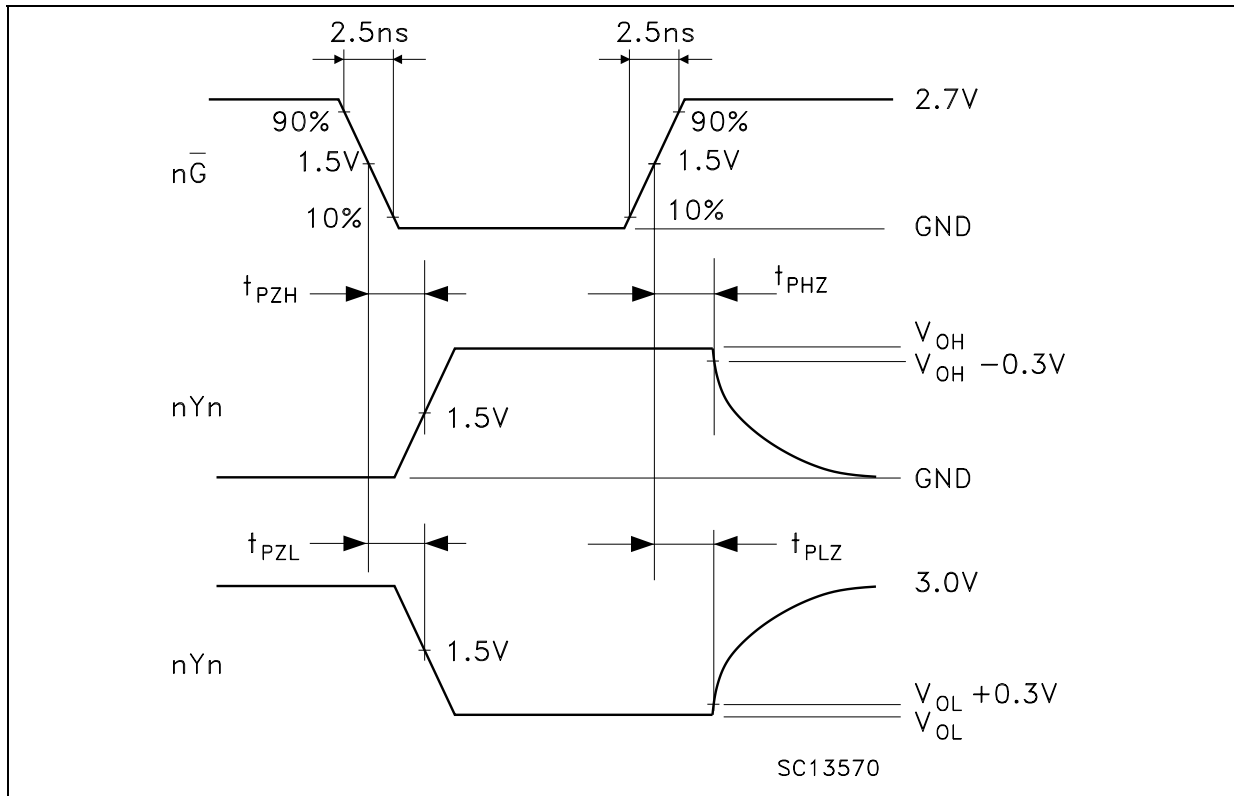 2.5ns 2.5ns
2.7V
90% 90%
1.5V 1.5V
nG̅
10% 10%
GND
tPZH tPHZ
VOH
VOH −0.3V
nYn
1.5V
GND
tPZL tPLZ
3.0V
1.5V
nYn
VOL +0.3V
VOL
SC13570